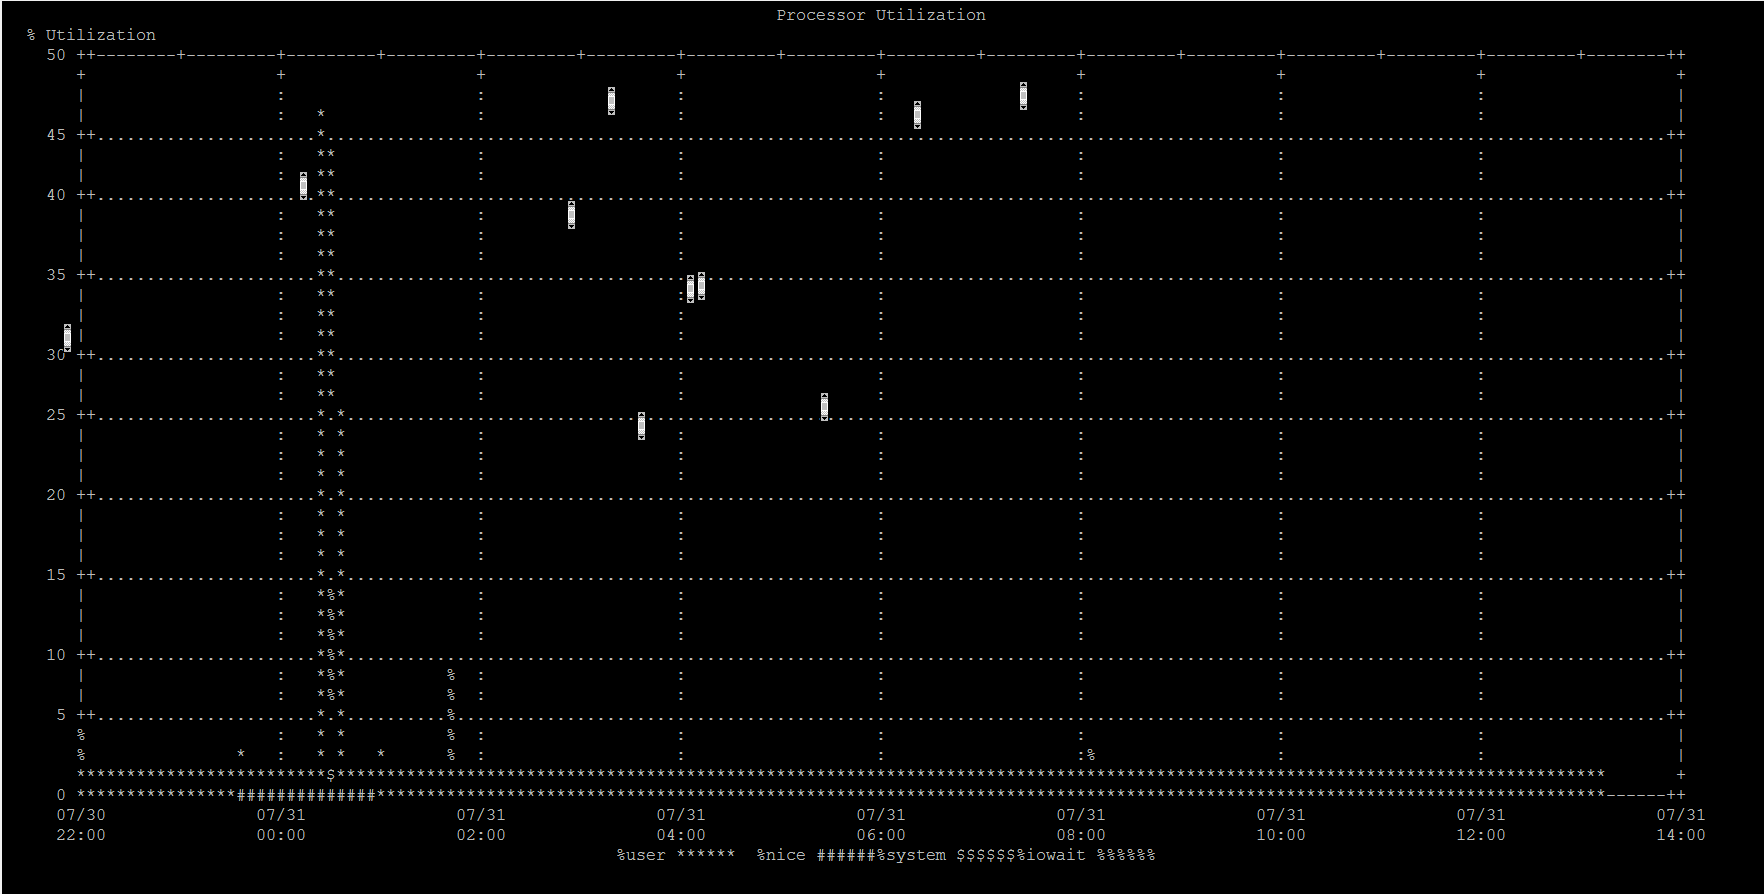 Processor Utilization
% Utilization
50
45
40
35
30
25
20
15
10
5
0
07/30 07/31 07/31 07/31 07/31 07/31 07/31 07/31 07/31
22:00 00:00 02:00 04:00 06:00 08:00 10:00 12:00 14:00
%user ****** %nice ######%system $$$$$$%iowait %%%%%%